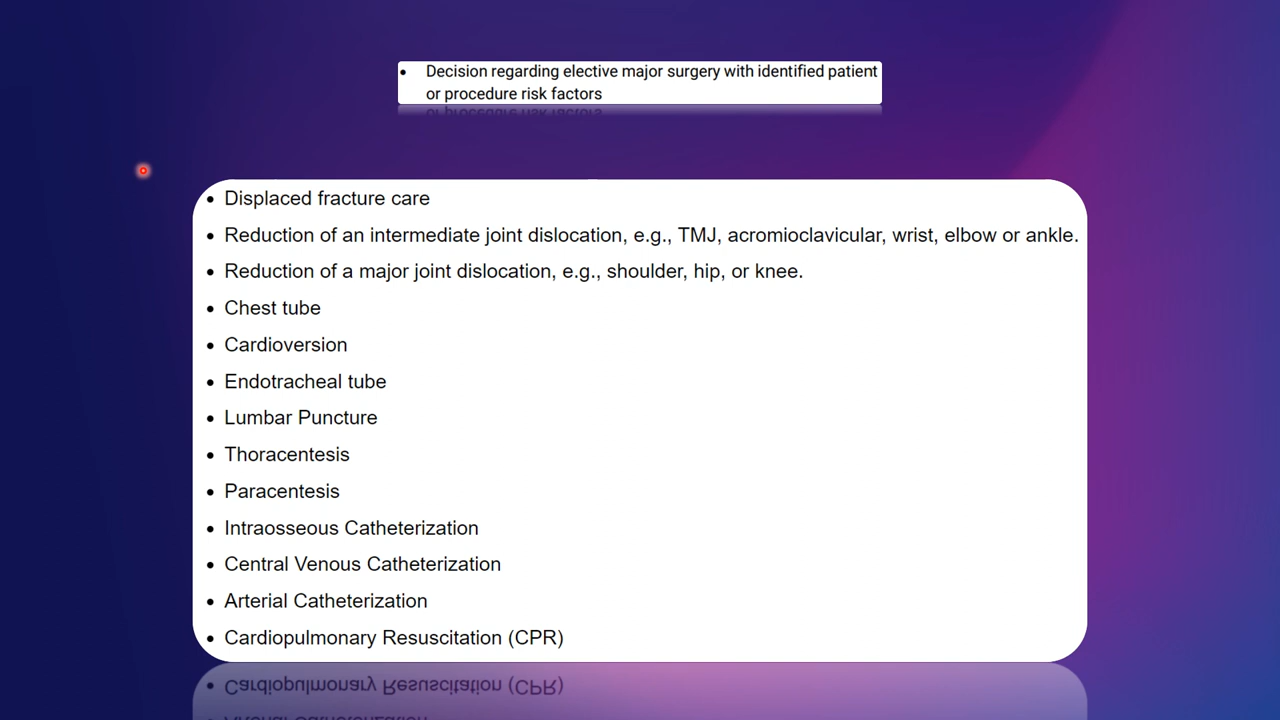 • Decision regarding elective major surgery with identified patient
or procedure risk factors
• Displaced fracture care
• Reduction of an intermediate joint dislocation, e.g., TMJ, acromioclavicular, wrist, elbow or ankle.
• Reduction of a major joint dislocation, e.g., shoulder, hip, or knee.
• Chest tube
• Cardioversion
• Endotracheal tube
• Lumbar Puncture
• Thoracentesis
• Paracentesis
• Intraosseous Catheterization
• Central Venous Catheterization
• Arterial Catheterization
• Cardiopulmonary Resuscitation (CPR)